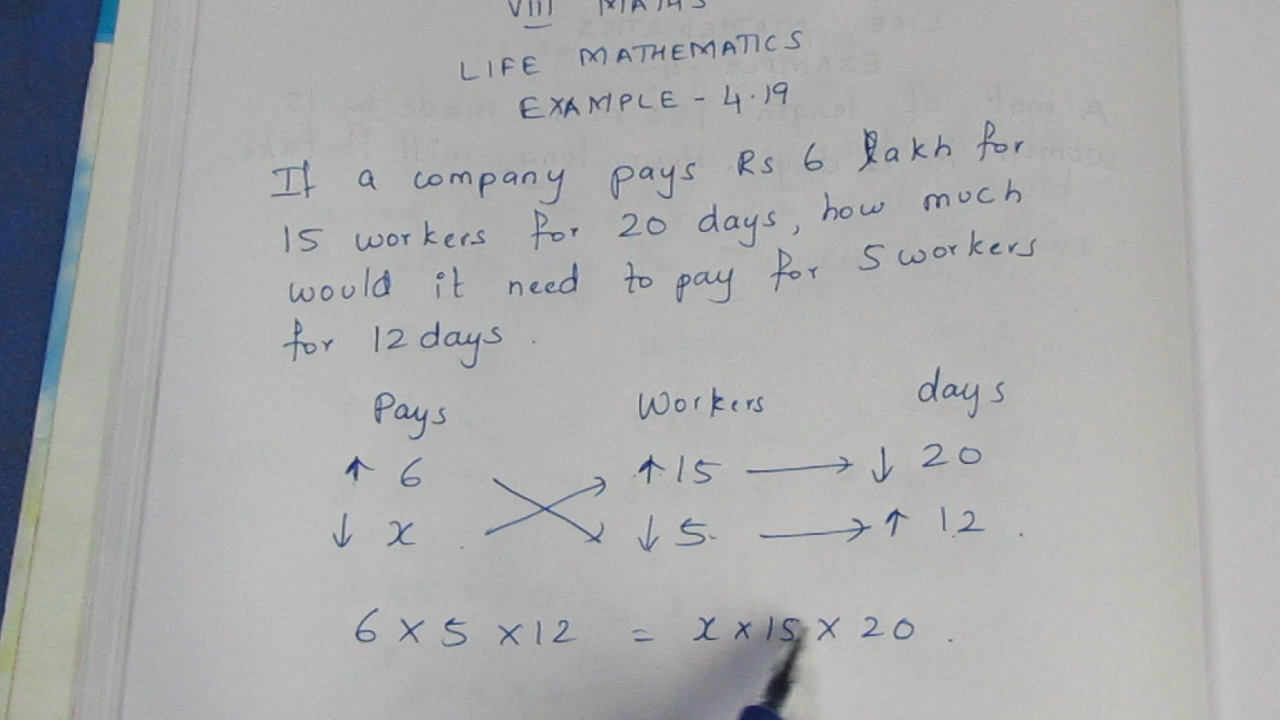 VIII MATHS
LIFE MATHEMATICS
EXAMPLE - 4.19
If a company pays Rs 6 lakh for
15 workers for 20 days, how much
would it need to pay for 5 workers
for 12 days.
Pays Workers days
↑ 6 ↑ 15 → ↓ 20
↓ x ↓ 5 → ↑ 12
6 × 5 × 12 = x × 15 × 20